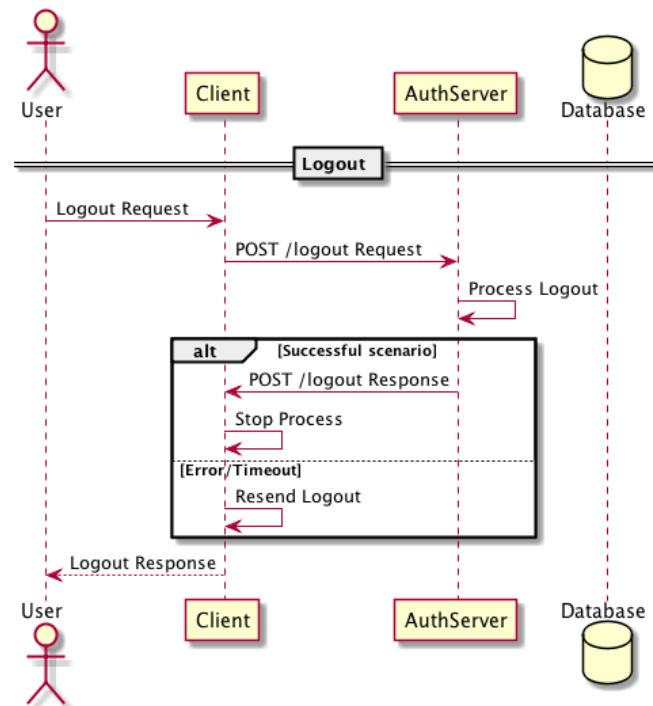 User
Client
AuthServer
Database
Logout
Logout Request
POST /logout Request
Process Logout
alt
[Successful scenario]
POST /logout Response
Stop Process
[Error/Timeout]
Resend Logout
Logout Response
User
Client
AuthServer
Database